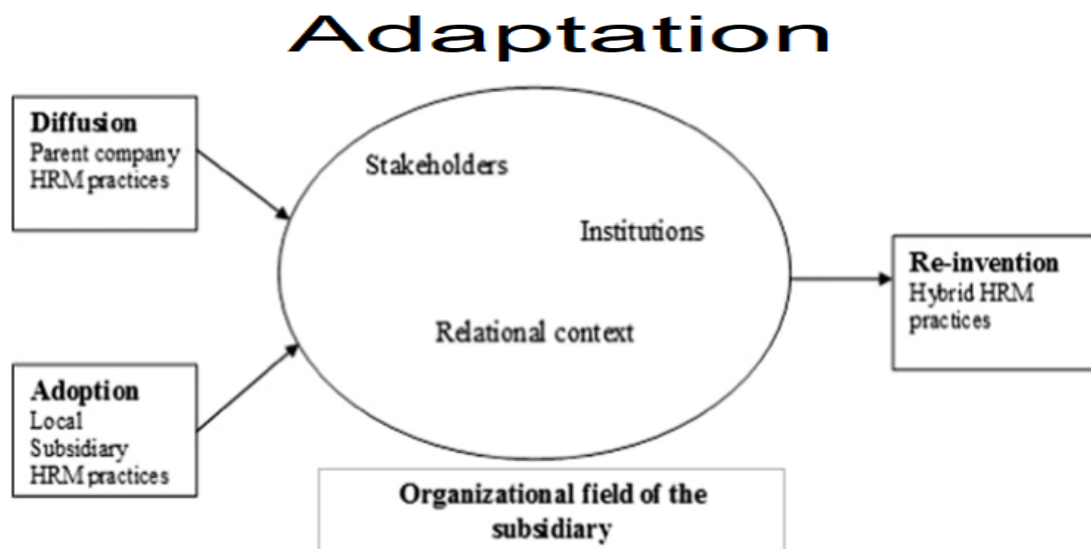 Adaptation
Diffusion
Parent company
HRM practices
Stakeholders
Institutions
Relational context
Adoption
Local
Subsidiary
HRM practices
Re-invention
Hybrid HRM
practices
Organizational field of the
subsidiary